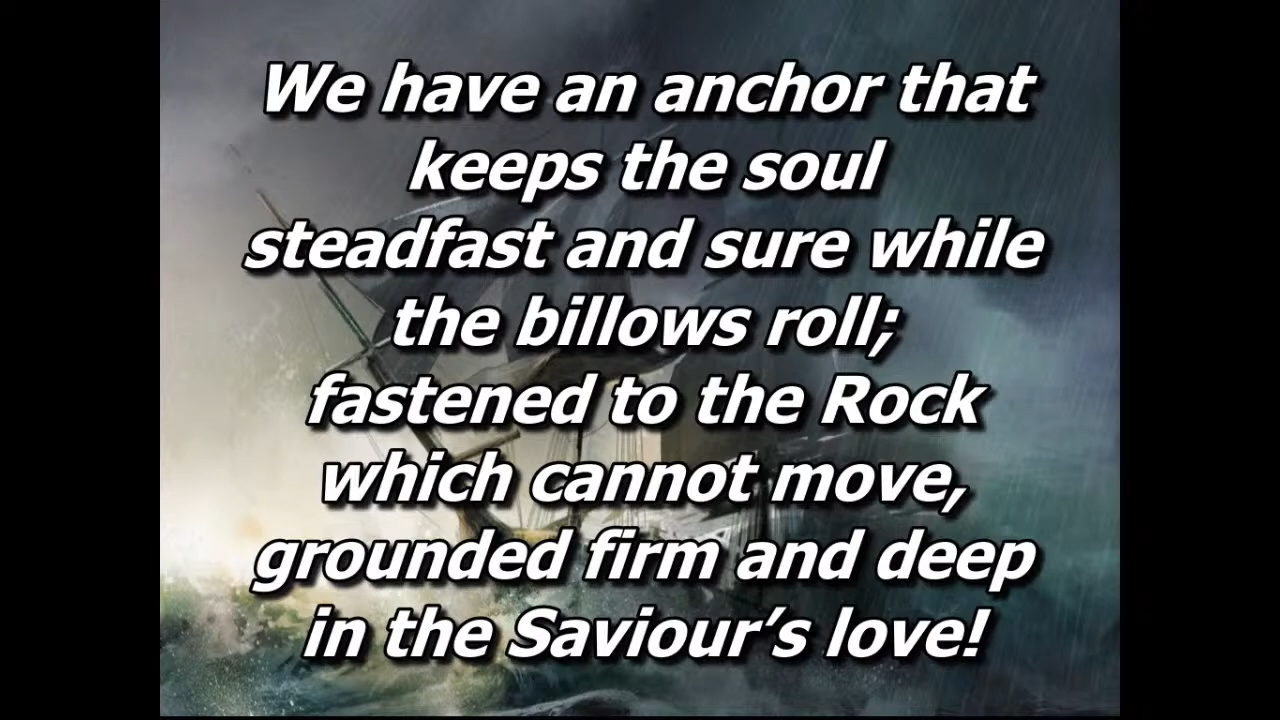 We have an anchor that
keeps the soul
steadfast and sure while
the billows roll;
fastened to the Rock
which cannot move,
grounded firm and deep
in the Saviour’s love!